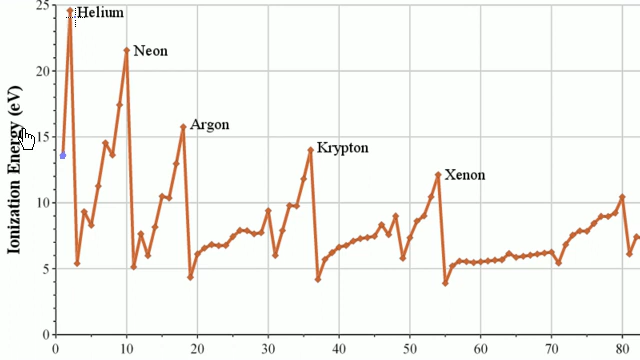 25
Helium
Neon
20
Argon
15
Krypton
Xenon
10
5
0
Ionization Energy (eV)
0 10 20 30 40 50 60 70 80